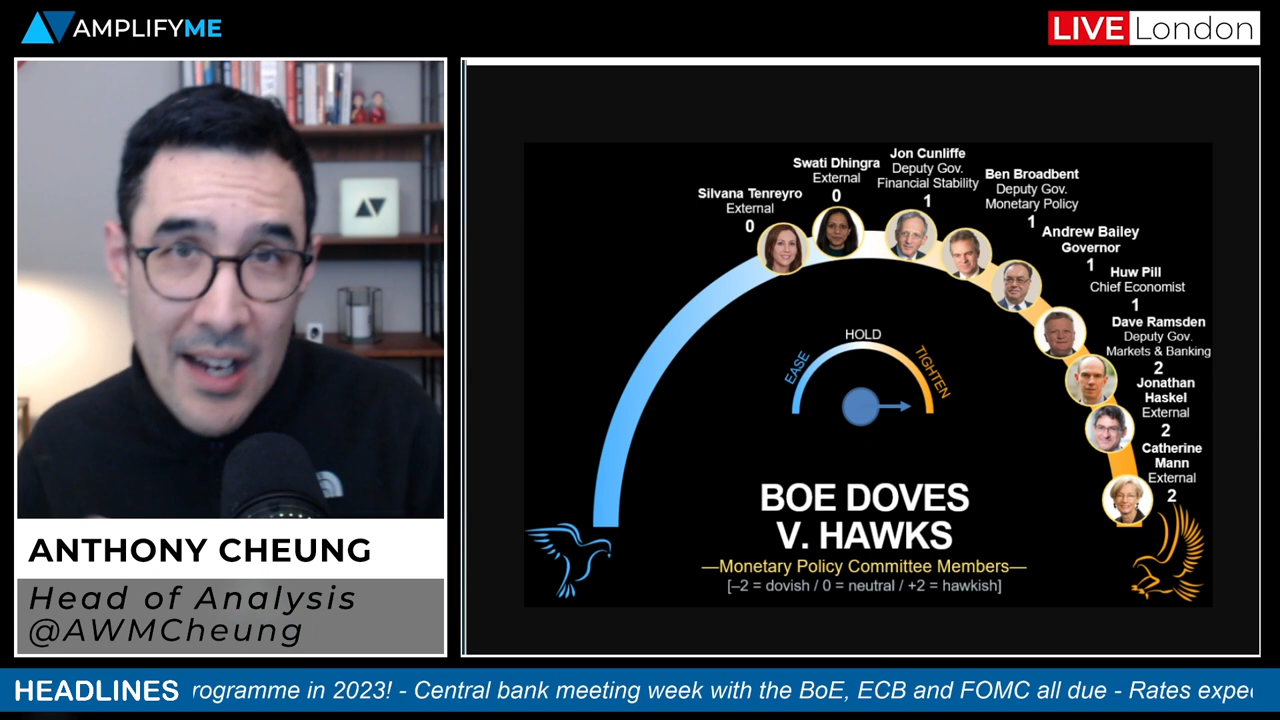 AMPLIFYME
LIVE London
Silvana Tenreyro
External
0
Swati Dhingra
External
0
Jon Cunliffe
Deputy Gov.
Financial Stability
1
Ben Broadbent
Deputy Gov.
Monetary Policy
1
Andrew Bailey
Governor
1
Huw Pill
Chief Economist
1
Dave Ramsden
Deputy Gov.
Markets & Banking
2
Jonathan
Haskel
External
2
Catherine
Mann
External
2
EASE
HOLD
TIGHTEN
BOE DOVES
V. HAWKS
—Monetary Policy Committee Members—
[–2 = dovish / 0 = neutral / +2 = hawkish]
ANTHONY CHEUNG
Head of Analysis
@AWMCheung
HEADLINES rogramme in 2023! - Central bank meeting week with the BoE, ECB and FOMC all due - Rates expe